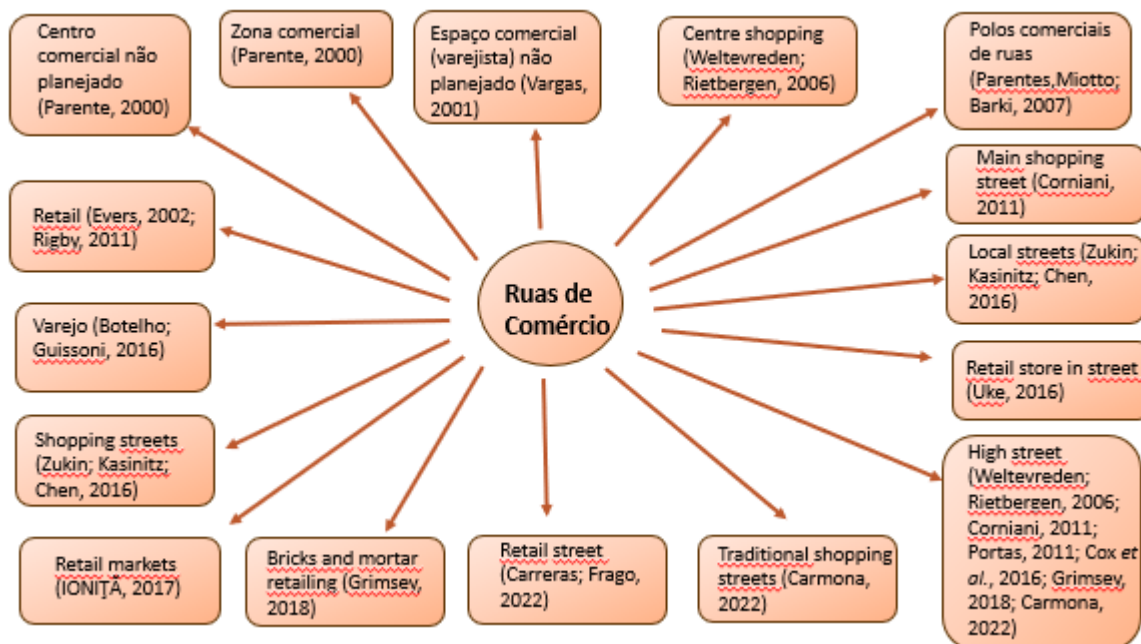 Centro
comercial não
planejado
(Parente, 2000)
Zona comercial
(Parente, 2000)
Espaço comercial
(varejista) não
planejado (Vargas,
2001)
Centre shopping
(Weltevreden;
Rietbergen, 2006)
Polos comerciais
de ruas
(Parentes,Miotto;
Barki, 2007)
Retail (Evers, 2002;
Rigby, 2011)
Main shopping
street (Corniani,
2011)
Ruas de
Comércio
Local streets (Zukin;
Kasinitz; Chen,
2016)
Varejo (Botelho;
Guissoni, 2016)
Retail store in street
(Uke, 2016)
Shopping streets
(Zukin; Kasinitz;
Chen, 2016)
High street
(Weltevreden;
Rietbergen, 2006;
Corniani, 2011;
Portas, 2011; Cox et
al., 2016; Grimsey,
2018; Carmona,
2022)
Retail markets
(IONIŢĂ, 2017)
Bricks and mortar
retailing (Grimsey,
2018)
Retail street
(Carreras; Frago,
2022)
Traditional shopping
streets (Carmona,
2022)